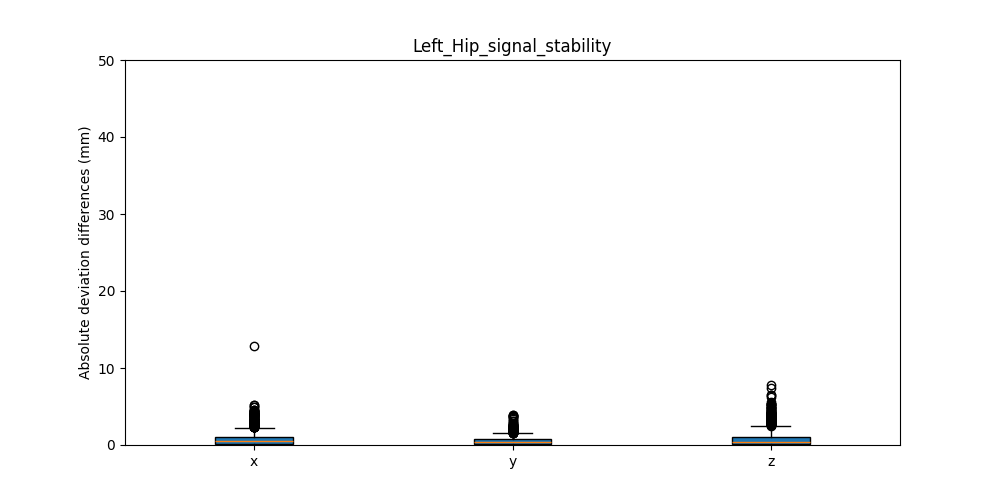 Left_Hip_signal_stability
Absolute deviation differences (mm)
50
40
30
20
10
0
x
y
z